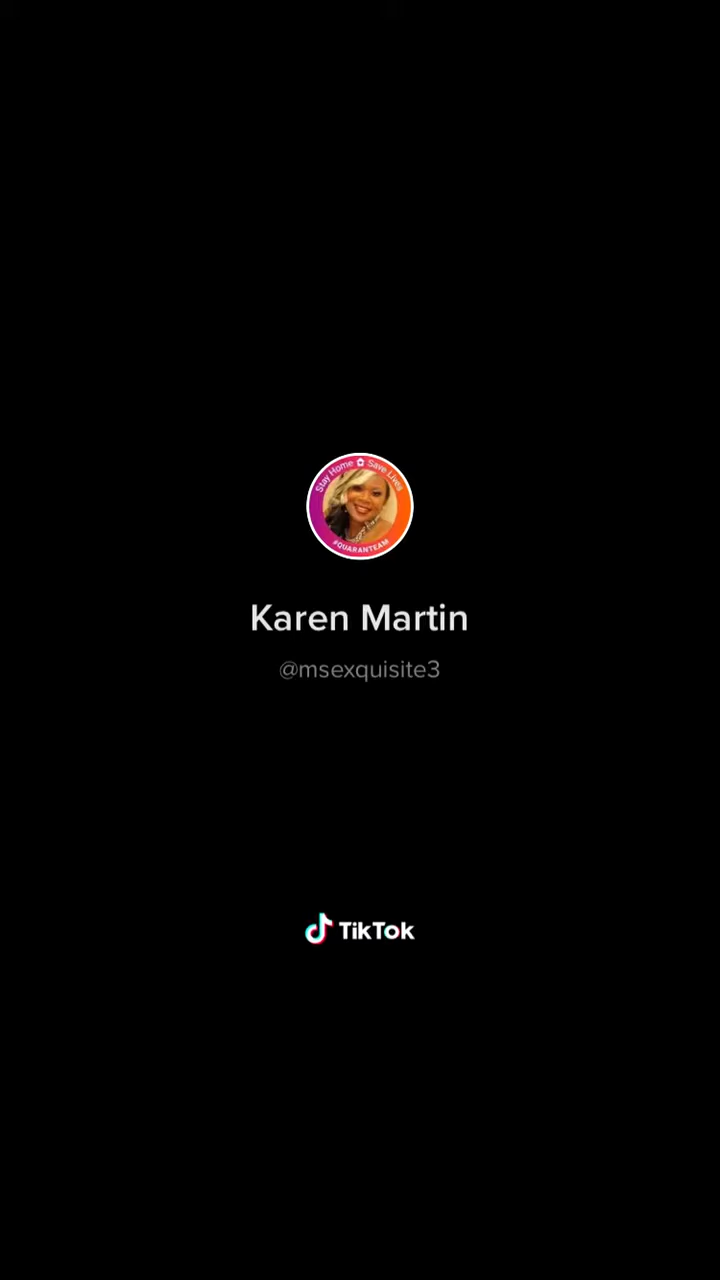 Stay Home Save Lives
#QUARANTEAM
Karen Martin
@msexquisite3
TikTok